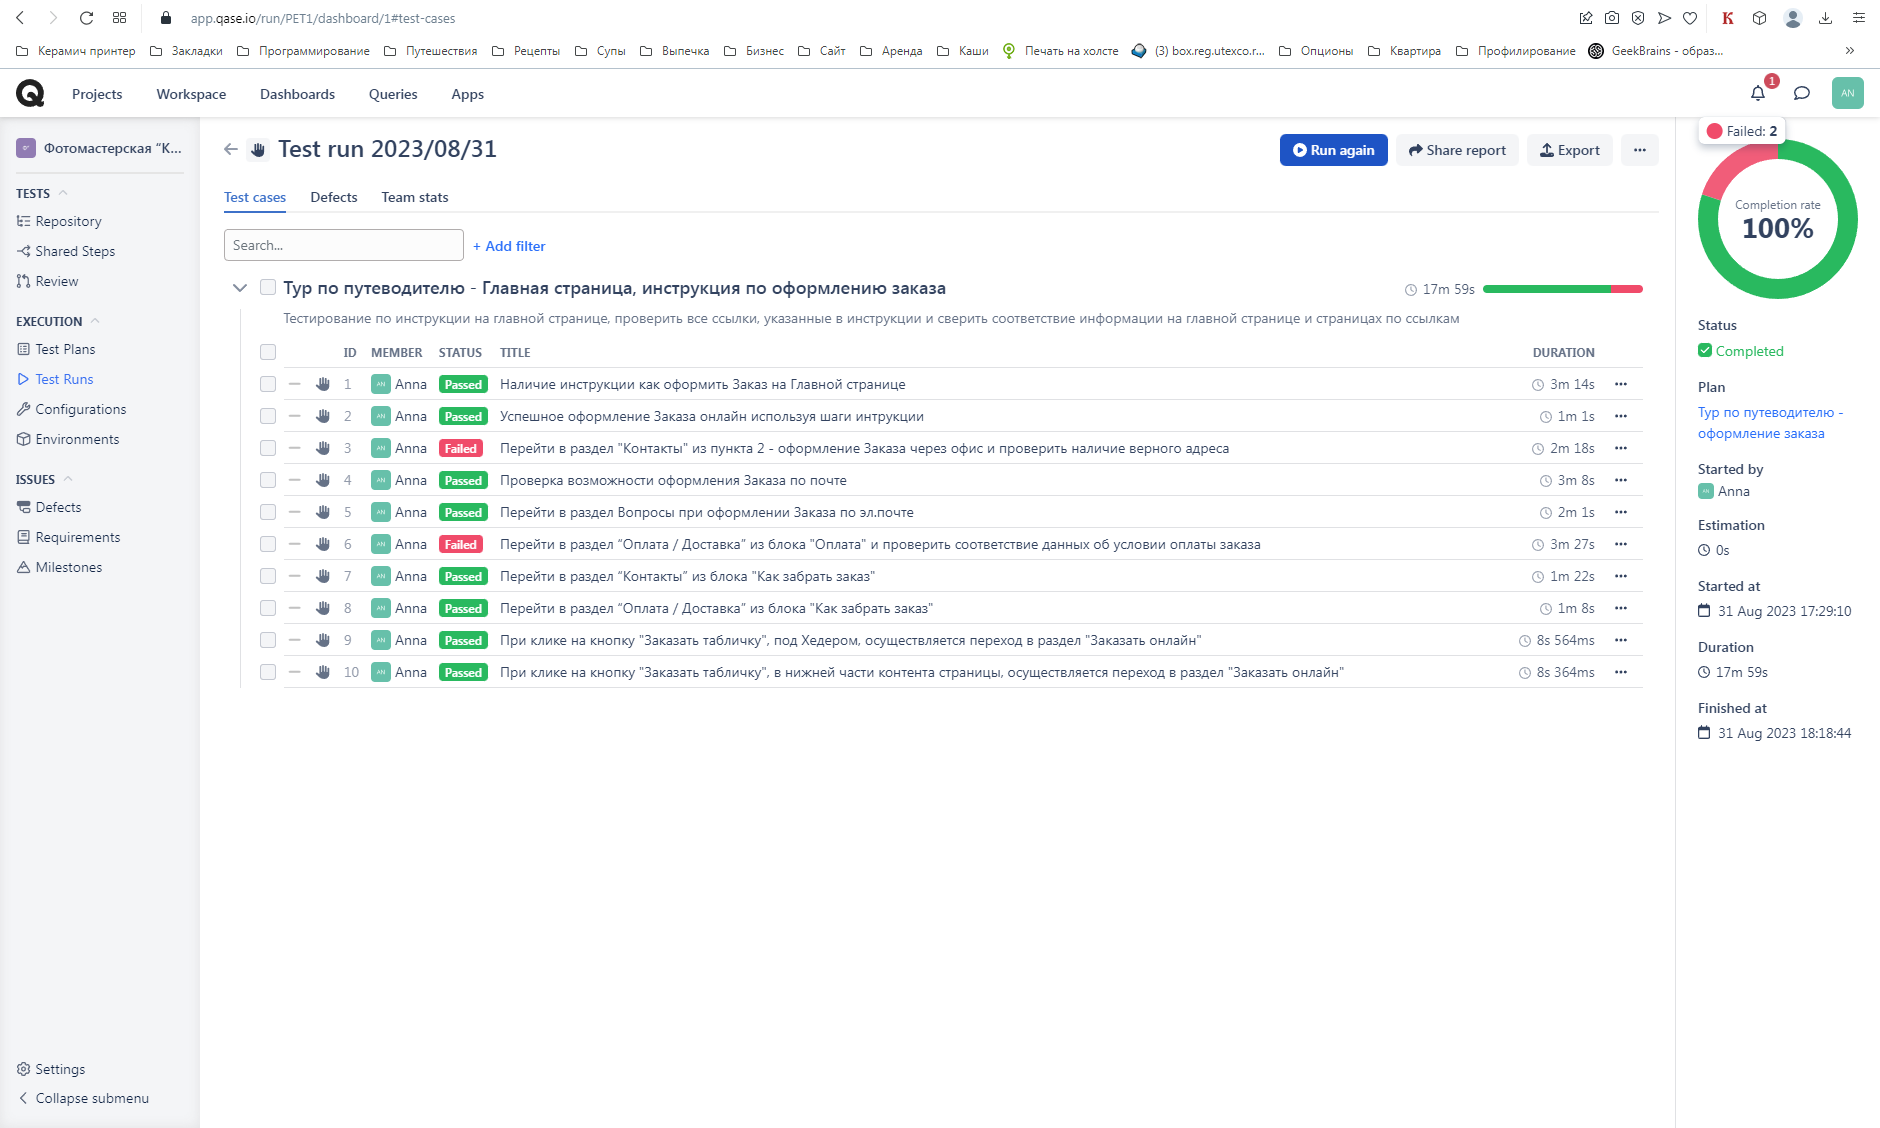 app.qase.io/run/PET1/dashboard/1#test-cases
Керамич принтер Закладки Программирование Путешествия Рецепты Супы Выпечка Бизнес Сайт Аренда Каши Печать на холсте (3) box.reg.utexco.r... Опционы Квартира Профилирование GeekBrains - образ... »
Projects Workspace Dashboards Queries Apps 1 AN
Фотомастерская “К...
TESTS
Repository
Shared Steps
Review
EXECUTION
Test Plans
Test Runs
Configurations
Environments
ISSUES
Defects
Requirements
Milestones
Settings
Collapse submenu
Test run 2023/08/31
Run again Share report Export
Test cases Defects Team stats
Search... + Add filter
Тур по путеводителю - Главная страница, инструкция по оформлению заказа 17m 59s
Тестирование по инструкции на главной странице, проверить все ссылки, указанные в инструкции и сверить соответствие информации на главной странице и страницах по ссылкам
ID MEMBER STATUS TITLE DURATION
1 AN Anna Passed Наличие инструкции как оформить Заказ на Главной странице 3m 14s
2 AN Anna Passed Успешное оформление Заказа онлайн используя шаги интрукции 1m 1s
3 AN Anna Failed Перейти в раздел "Контакты" из пункта 2 - оформление Заказа через офис и проверить наличие верного адреса 2m 18s
4 AN Anna Passed Проверка возможности оформления Заказа по почте 3m 8s
5 AN Anna Passed Перейти в раздел Вопросы при оформлении Заказа по эл.почте 2m 1s
6 AN Anna Failed Перейти в раздел “Оплата / Доставка” из блока "Оплата" и проверить соответствие данных об условии оплаты заказа 3m 27s
7 AN Anna Passed Перейти в раздел “Контакты” из блока "Как забрать заказ" 1m 22s
8 AN Anna Passed Перейти в раздел “Оплата / Доставка” из блока "Как забрать заказ" 1m 8s
9 AN Anna Passed При клике на кнопку "Заказать табличку", под Хедером, осуществляется переход в раздел "Заказать онлайн" 8s 564ms
10 AN Anna Passed При клике на кнопку "Заказать табличку", в нижней части контента страницы, осуществляется переход в раздел "Заказать онлайн" 8s 364ms
Failed: 2
Completion rate
100%
Status
Completed
Plan
Тур по путеводителю -
оформление заказа
Started by
AN Anna
Estimation
0s
Started at
31 Aug 2023 17:29:10
Duration
17m 59s
Finished at
31 Aug 2023 18:18:44